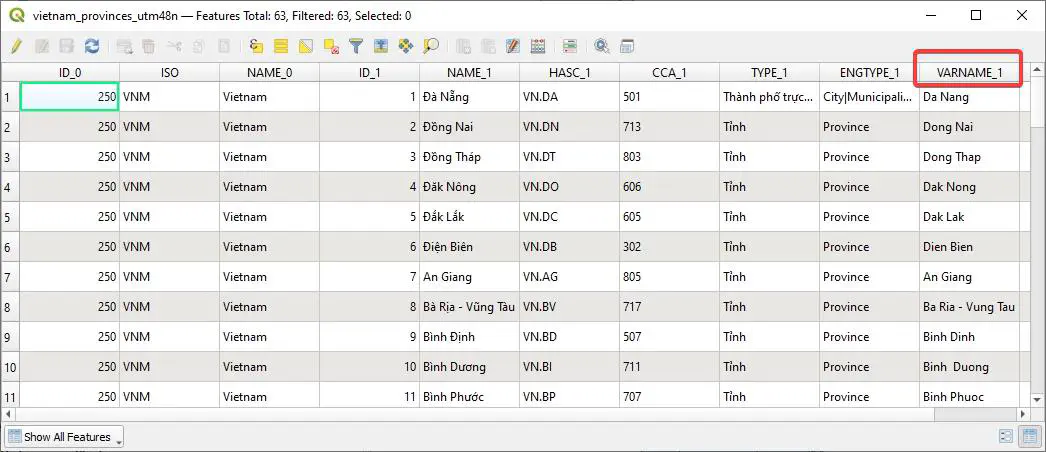 vietnam_provinces_utm48n — Features Total: 63, Filtered: 63, Selected: 0
ID_0 ISO NAME_0 ID_1 NAME_1 HASC_1 CCA_1 TYPE_1 ENGTYPE_1 VARNAME_1
1 250 VNM Vietnam 1 Đà Nẵng VN.DA 501 Thành phố trực... City|Municipali... Da Nang
2 250 VNM Vietnam 2 Đồng Nai VN.DN 713 Tỉnh Province Dong Nai
3 250 VNM Vietnam 3 Đồng Tháp VN.DT 803 Tỉnh Province Dong Thap
4 250 VNM Vietnam 4 Đăk Nông VN.DO 606 Tỉnh Province Dak Nong
5 250 VNM Vietnam 5 Đắk Lắk VN.DC 605 Tỉnh Province Dak Lak
6 250 VNM Vietnam 6 Điện Biên VN.DB 302 Tỉnh Province Dien Bien
7 250 VNM Vietnam 7 An Giang VN.AG 805 Tỉnh Province An Giang
8 250 VNM Vietnam 8 Bà Rịa - Vũng Tàu VN.BV 717 Tỉnh Province Ba Ria - Vung Tau
9 250 VNM Vietnam 9 Bình Định VN.BD 507 Tỉnh Province Binh Dinh
10 250 VNM Vietnam 10 Bình Dương VN.BI 711 Tỉnh Province Binh  Duong
11 250 VNM Vietnam 11 Bình Phước VN.BP 707 Tỉnh Province Binh Phuoc
Show All Features